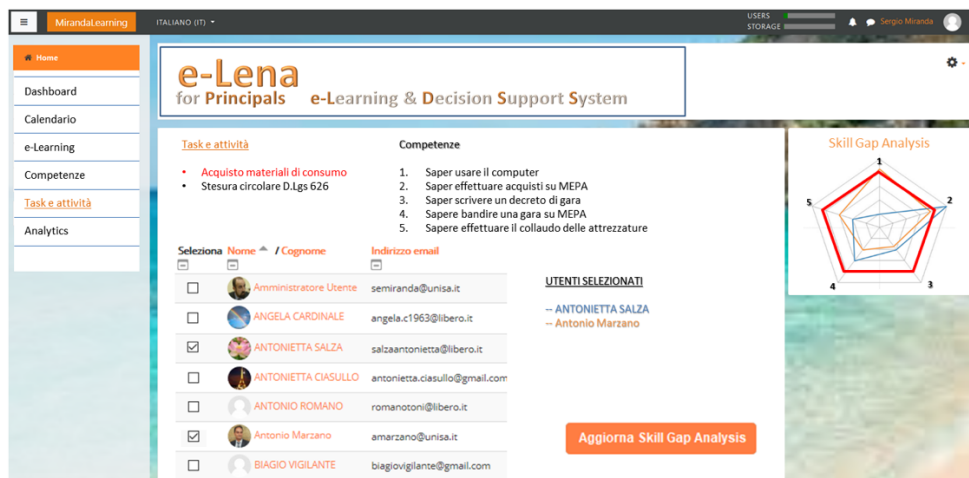 MirandaLearning
ITALIANO (IT)
USERS
STORAGE
Sergio Miranda
Home
Dashboard
Calendario
e-Learning
Competenze
Task e attività
Analytics
e-Lena
for Principals e-Learning & Decision Support System
Task e attività
• Acquisto materiali di consumo
• Stesura circolare D.Lgs 626
Competenze
1. Saper usare il computer
2. Saper effettuare acquisti su MEPA
3. Saper scrivere un decreto di gara
4. Sapere bandire una gara su MEPA
5. Sapere effettuare il collaudo delle attrezzature
Seleziona Nome / Cognome Indirizzo email
Amministratore Utente semiranda@unisa.it
ANGELA CARDINALE angela.c1963@libero.it
ANTONIETTA SALZA salzaantonietta@libero.it
ANTONIETTA CIASULLO antonietta.ciasullo@gmail.com
ANTONIO ROMANO romanotoni@libero.it
Antonio Marzano amarzano@unisa.it
BIAGIO VIGILANTE biagiovigilante@gmail.com
UTENTI SELEZIONATI
-- ANTONIETTA SALZA
-- Antonio Marzano
Aggiorna Skill Gap Analysis
Skill Gap Analysis
1
2
3
4
5